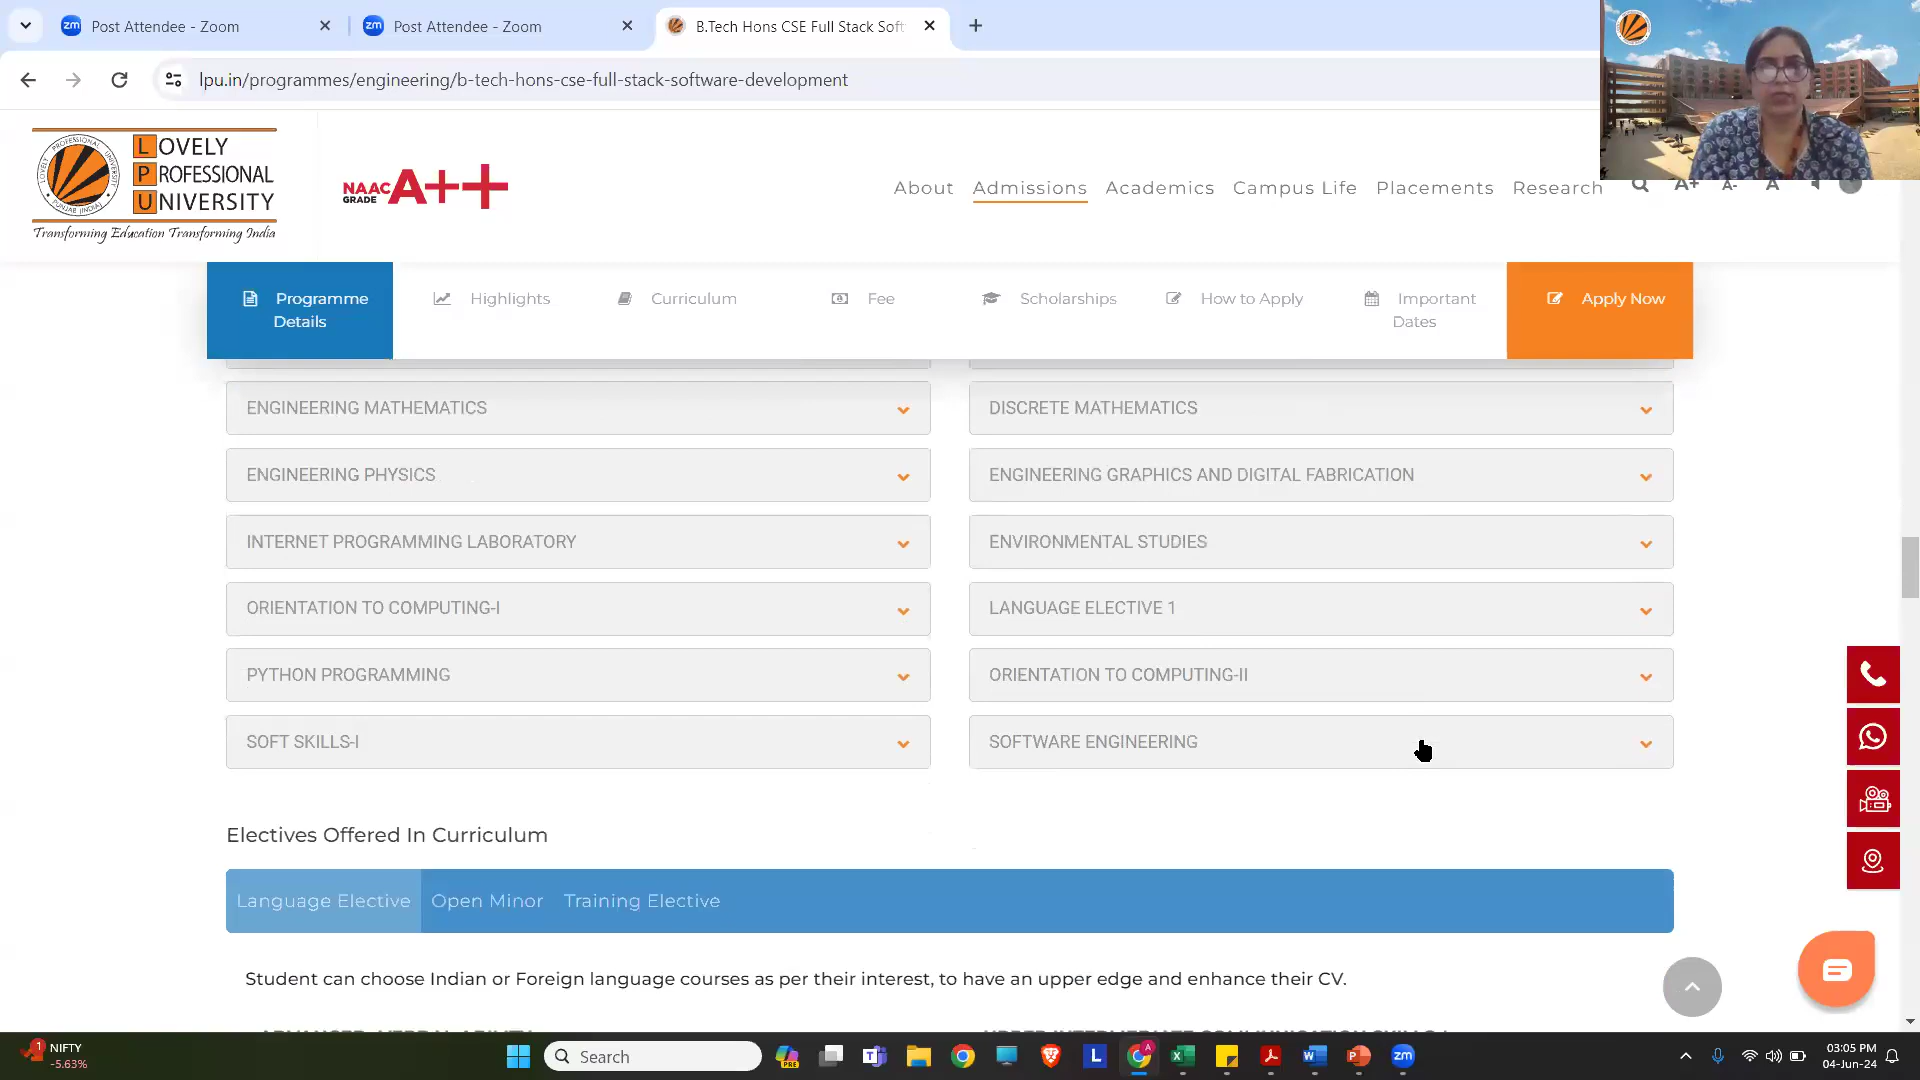 Post Attendee - Zoom
Post Attendee - Zoom
B.Tech Hons CSE Full Stack Soft
lpu.in/programmes/engineering/b-tech-hons-cse-full-stack-software-development
LOVELY
PROFESSIONAL
UNIVERSITY
Transforming Education Transforming India
NAAC
GRADE
A++
About
Admissions
Academics
Campus Life
Placements
Research
A+
A-
A
Programme
Details
Highlights
Curriculum
Fee
Scholarships
How to Apply
Important
Dates
Apply Now
ENGINEERING MATHEMATICS
DISCRETE MATHEMATICS
ENGINEERING PHYSICS
ENGINEERING GRAPHICS AND DIGITAL FABRICATION
INTERNET PROGRAMMING LABORATORY
ENVIRONMENTAL STUDIES
ORIENTATION TO COMPUTING-I
LANGUAGE ELECTIVE 1
PYTHON PROGRAMMING
ORIENTATION TO COMPUTING-II
SOFT SKILLS-I
SOFTWARE ENGINEERING
Electives Offered In Curriculum
Language Elective
Open Minor
Training Elective
Student can choose Indian or Foreign language courses as per their interest, to have an upper edge and enhance their CV.
NIFTY
-5.63%
Search
03:05 PM
04-Jun-24